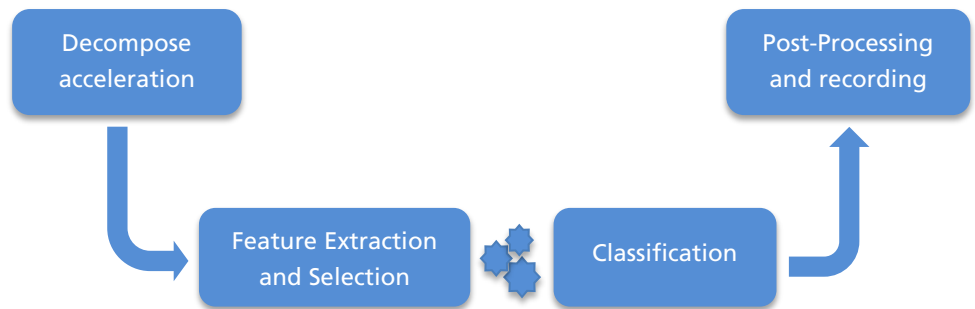 Decompose
acceleration
Post-Processing
and recording
Feature Extraction
and Selection
Classification